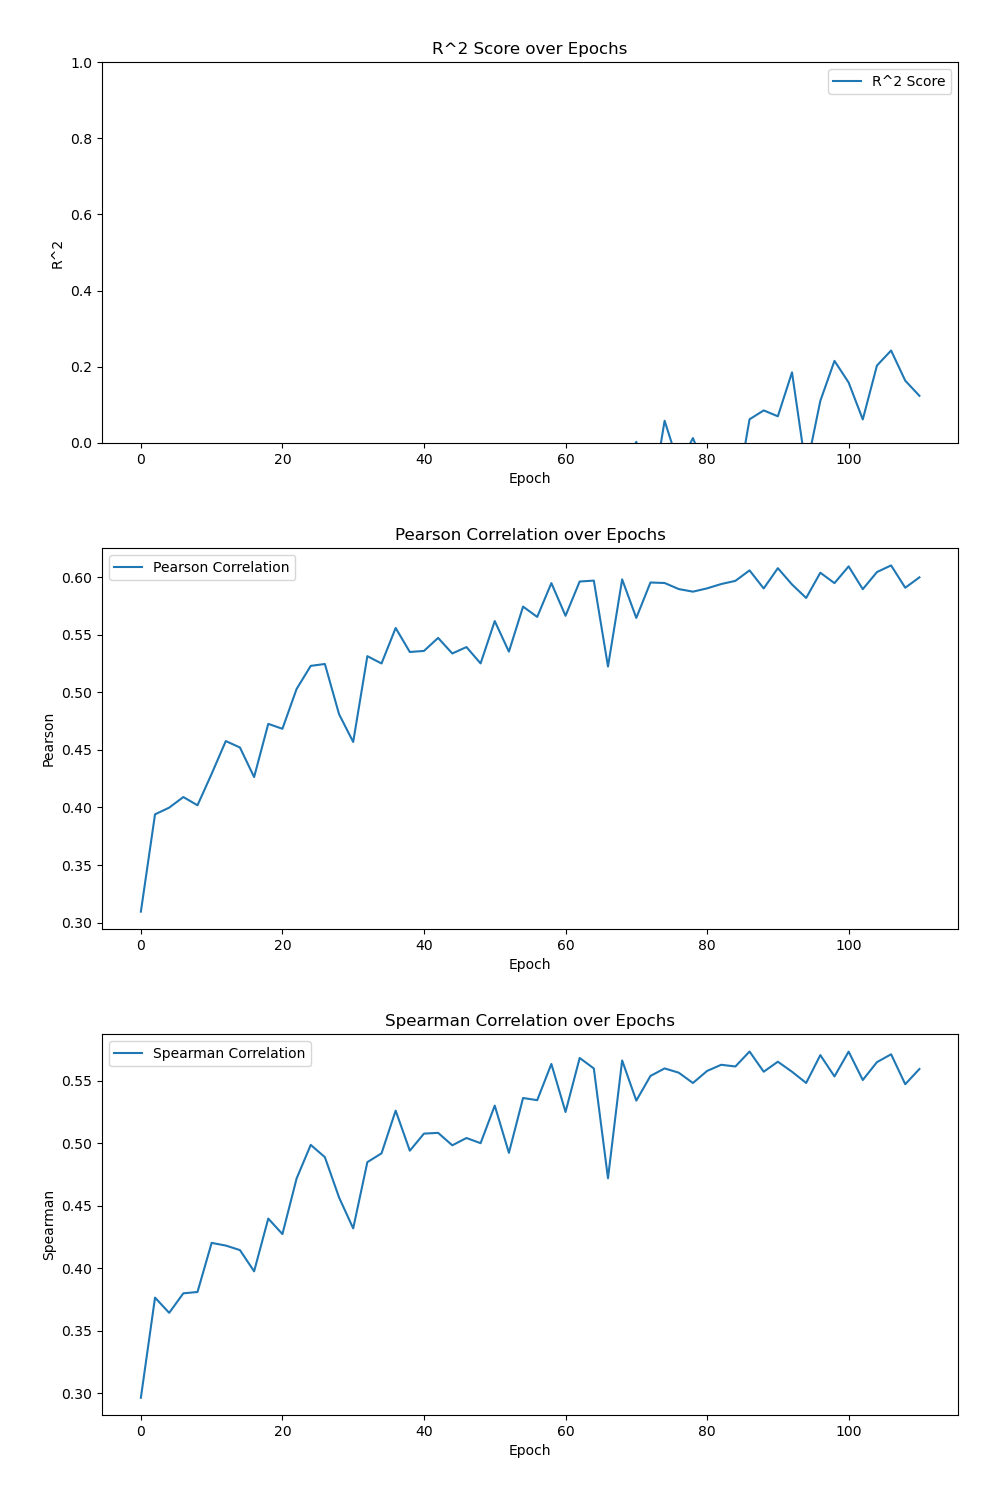 R^2 Score over Epochs
1.0
R^2 Score
0.8
0.6
R^2
0.4
0.2
0.0
0 20 40 60 80 100
Epoch
Pearson Correlation over Epochs
Pearson Correlation
0.60
0.55
0.50
Pearson
0.45
0.40
0.35
0.30
0 20 40 60 80 100
Epoch
Spearman Correlation over Epochs
Spearman Correlation
0.55
0.50
0.45
Spearman
0.40
0.35
0.30
0 20 40 60 80 100
Epoch